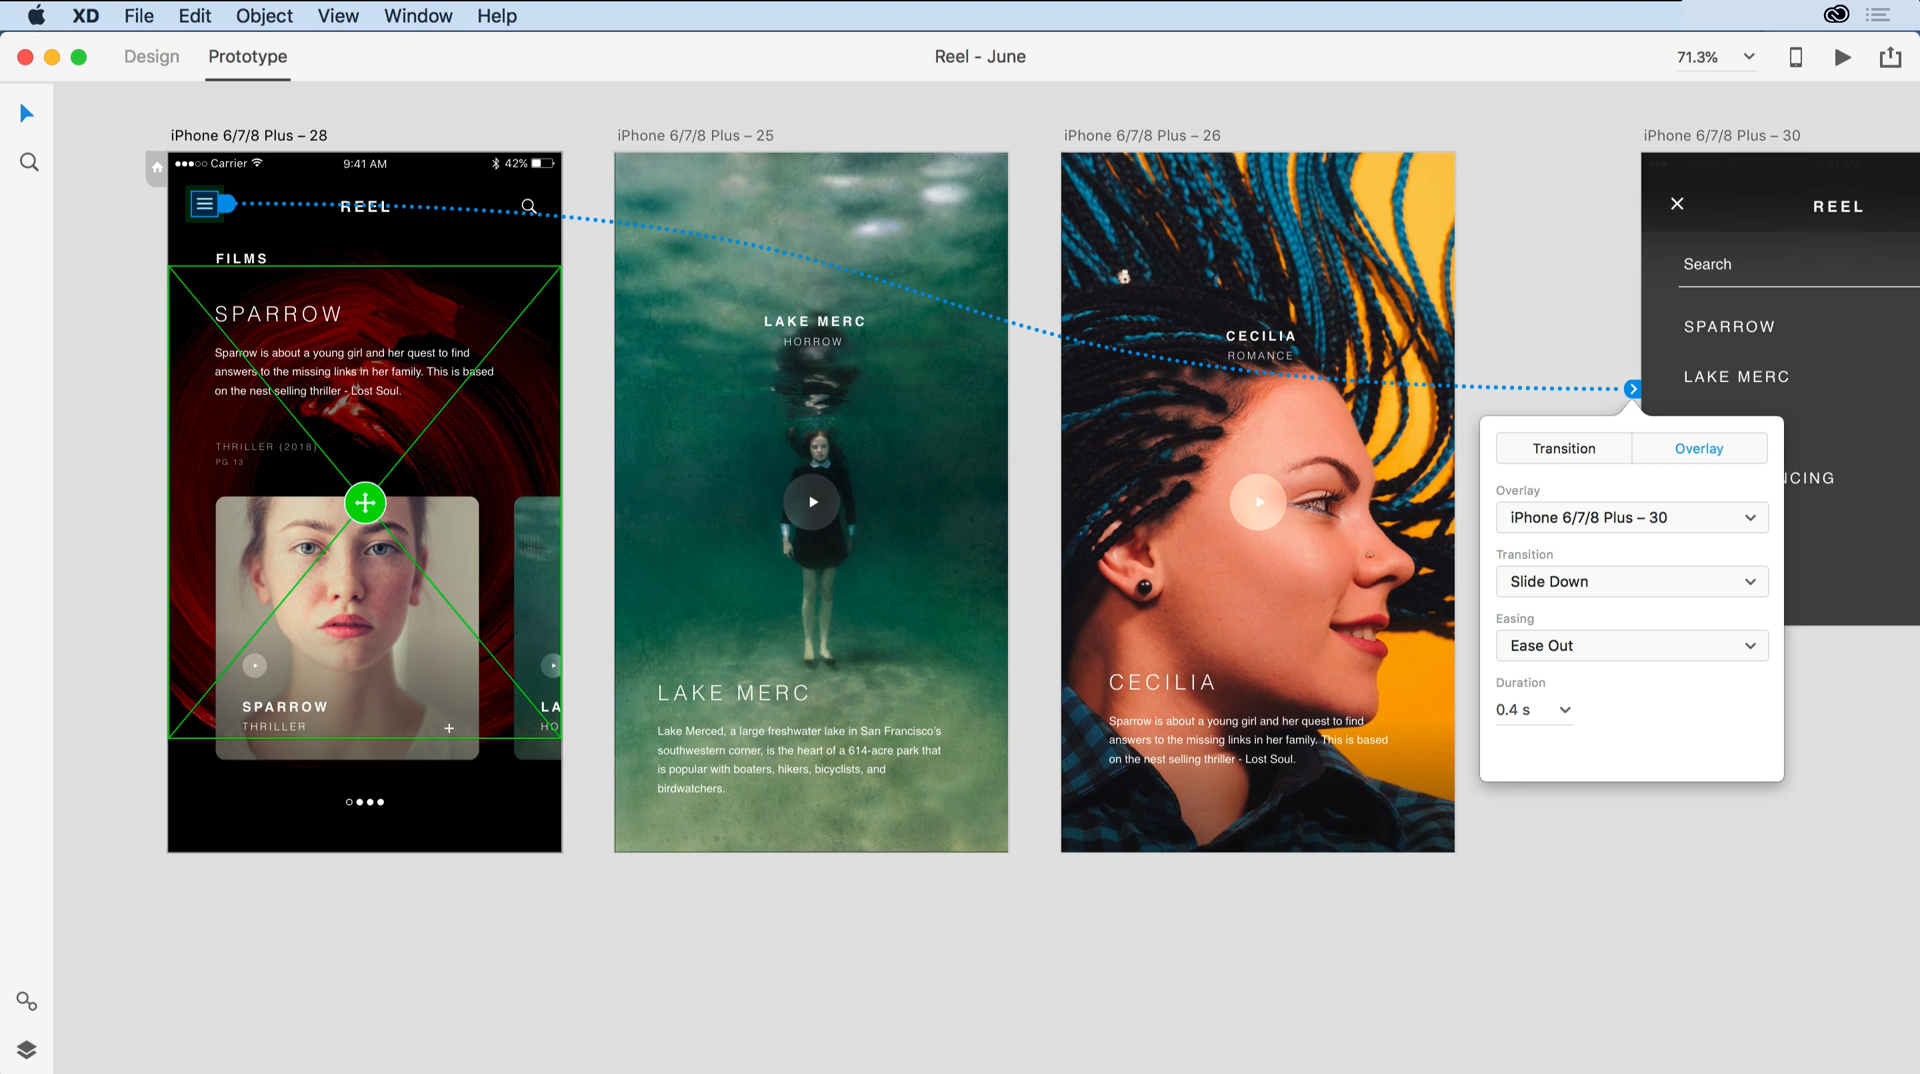 XD File Edit Object View Window Help
Design Prototype
Reel - June
71.3%
iPhone 6/7/8 Plus – 28
Carrier 9:41 AM 42%
REEL
FILMS
SPARROW
Sparrow is about a young girl and her quest to find
answers to the missing links in her family. This is based
on the nest selling thriller - Lost Soul.
THRILLER (2018)
PG 13
SPARROW
THRILLER
LA
HO
iPhone 6/7/8 Plus – 25
LAKE MERC
HORROW
LAKE MERC
Lake Merced, a large freshwater lake in San Francisco's
southwestern corner, is the heart of a 614-acre park that
is popular with boaters, hikers, bicyclists, and
birdwatchers.
iPhone 6/7/8 Plus – 26
CECILIA
ROMANCE
CECILIA
Sparrow is about a young girl and her quest to find
answers to the missing links in her family. This is based
on the nest selling thriller - Lost Soul.
iPhone 6/7/8 Plus – 30
REEL
Search
SPARROW
LAKE MERC
NCING
Transition Overlay
Overlay
iPhone 6/7/8 Plus – 30
Transition
Slide Down
Easing
Ease Out
Duration
0.4 s